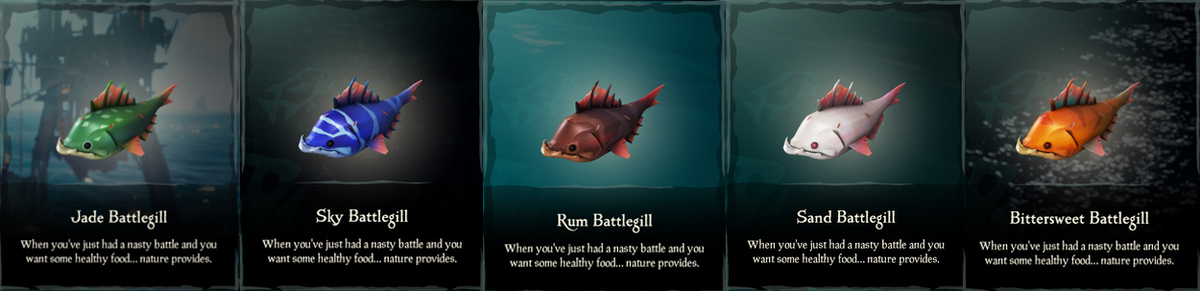 Jade Battlegill
When you've just had a nasty battle and you
want some healthy food... nature provides.
Sky Battlegill
When you've just had a nasty battle and you
want some healthy food... nature provides.
Rum Battlegill
When you've just had a nasty battle and you
want some healthy food... nature provides.
Sand Battlegill
When you've just had a nasty battle and you
want some healthy food... nature provides.
Bittersweet Battlegill
When you've just had a nasty battle and you
want some healthy food... nature provides.